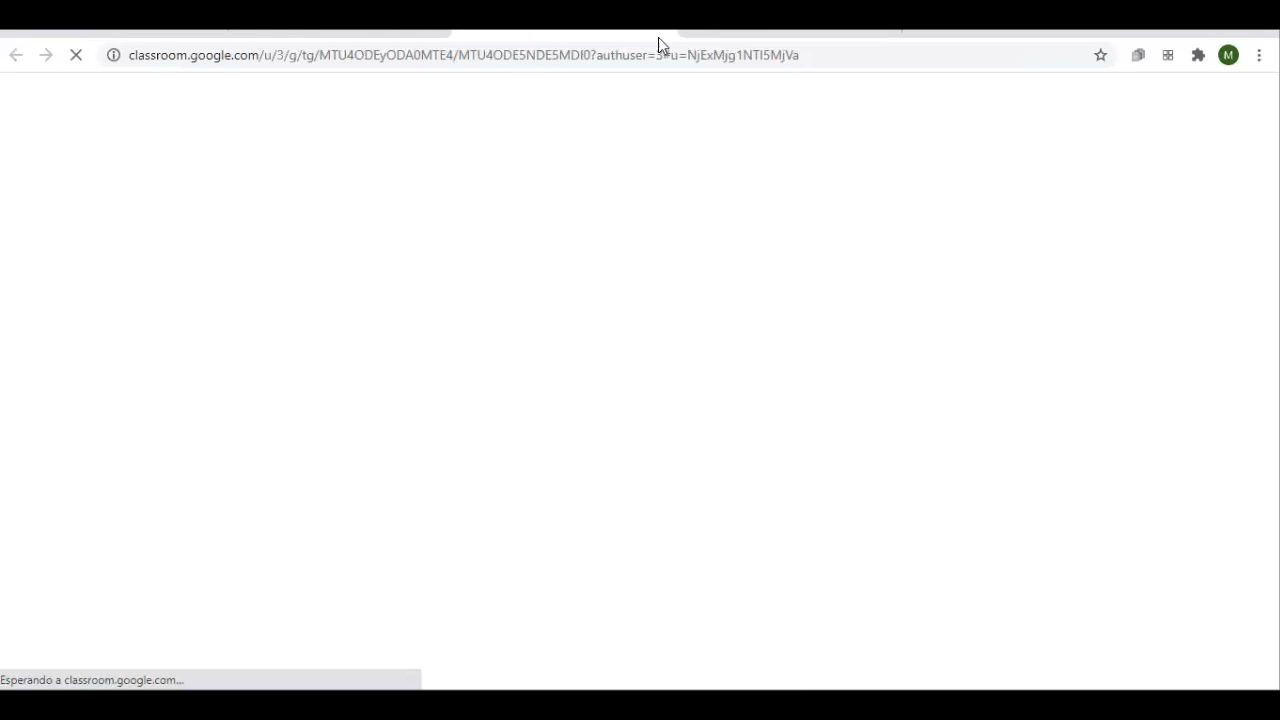 classroom.google.com/u/3/g/tg/MTU4ODEyODA0MTE4/MTU4ODE5NDE5MDI0?authuser=3#u=NjExMjg1NTI5MjVa
M
Esperando a classroom.google.com...